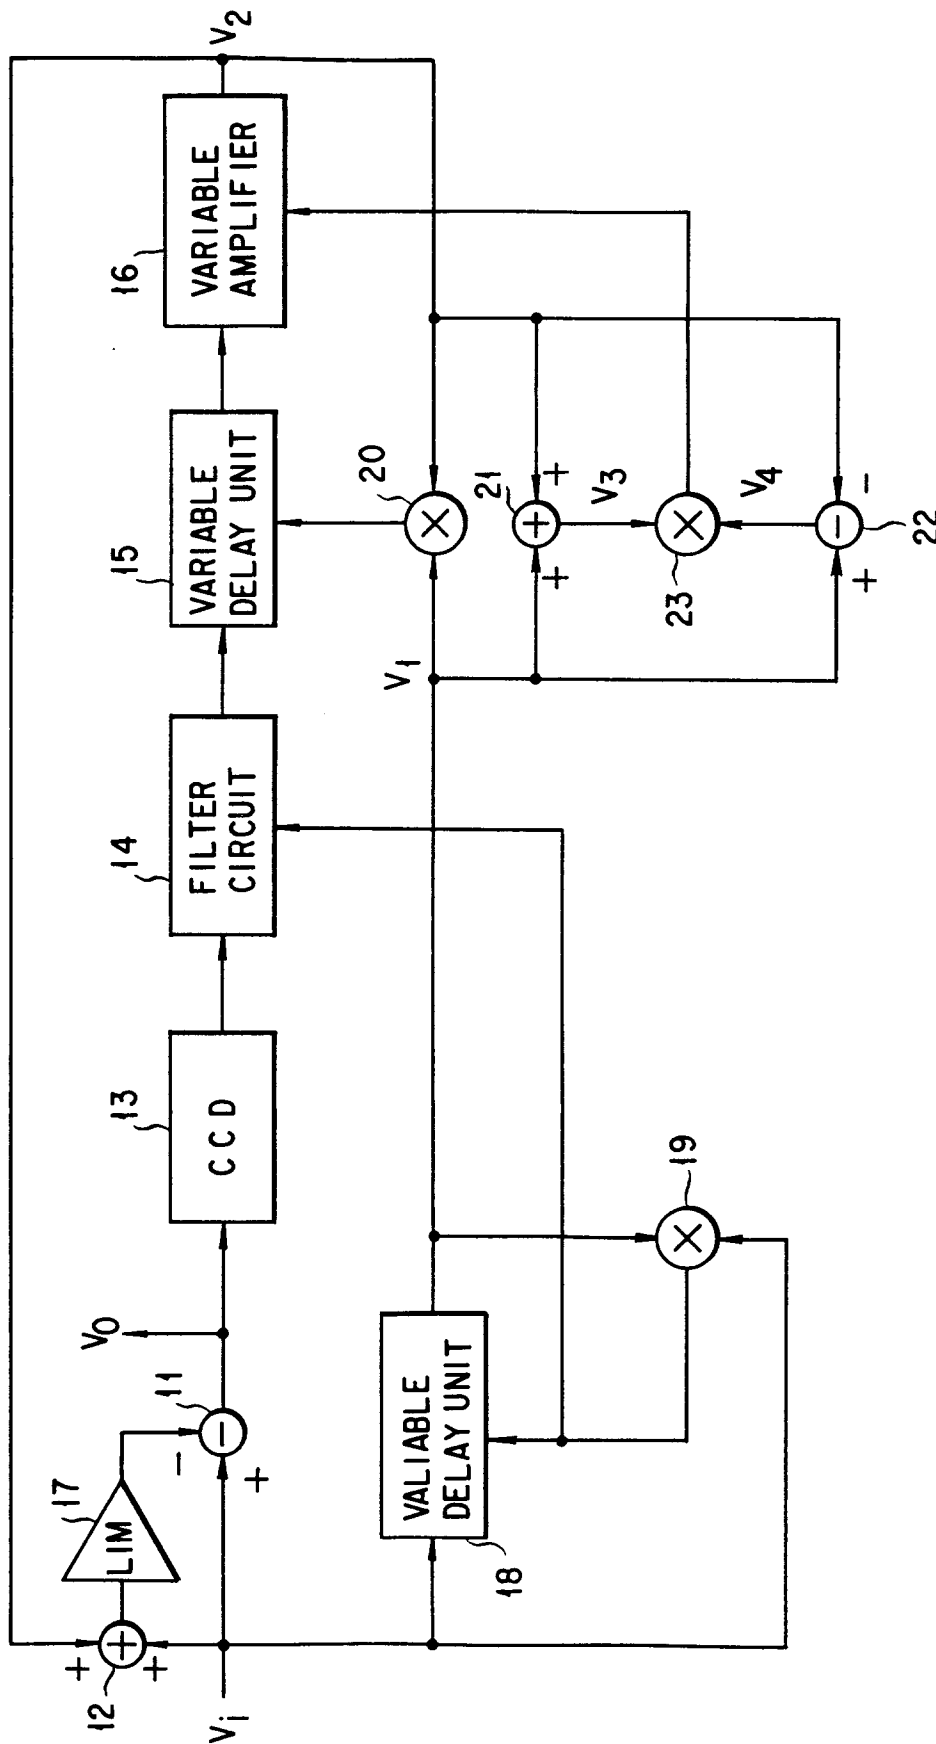 V2
VARIABLE
AMPLIFIER
16
VARIABLE
DELAY UNIT
15
FILTER
CIRCUIT
14
CCD
13
V0
11
-
-
+
17
LIM
+
+
+
12
Vi
VALIABLE
DELAY UNIT
18
×
19
V1
×
20
+
21
+
+
V3
×
23
V4
-
22
+
-